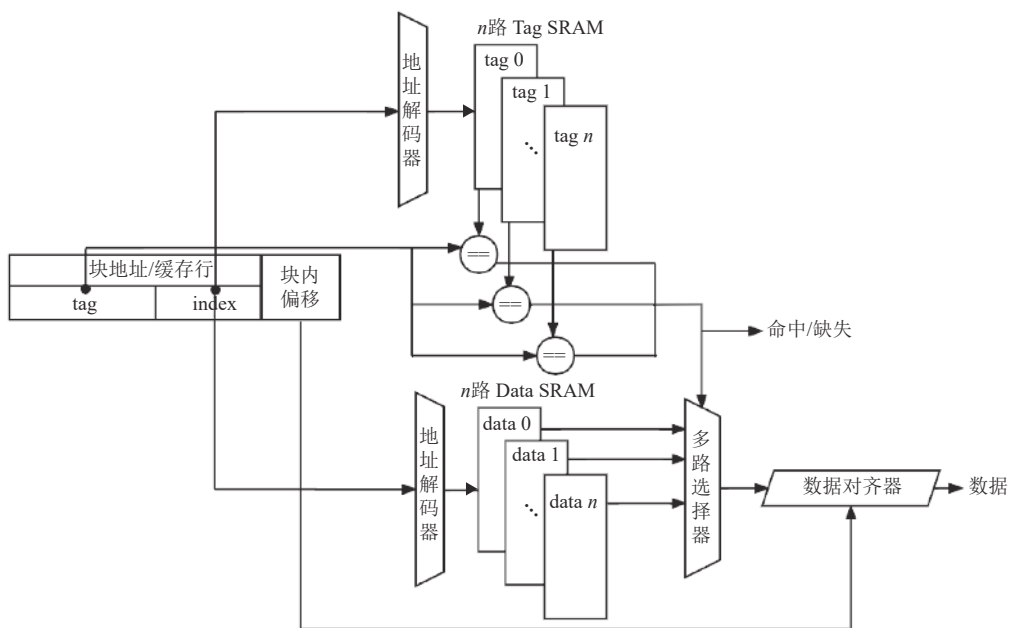 n路 Tag SRAM
地址解码器
tag 0
tag 1
⋱
tag n
==
==
==
块地址/缓存行
块内
偏移
tag
index
命中/缺失
n路 Data SRAM
地址解码器
data 0
data 1
⋱
data n
多路选择器
数据对齐器
数据